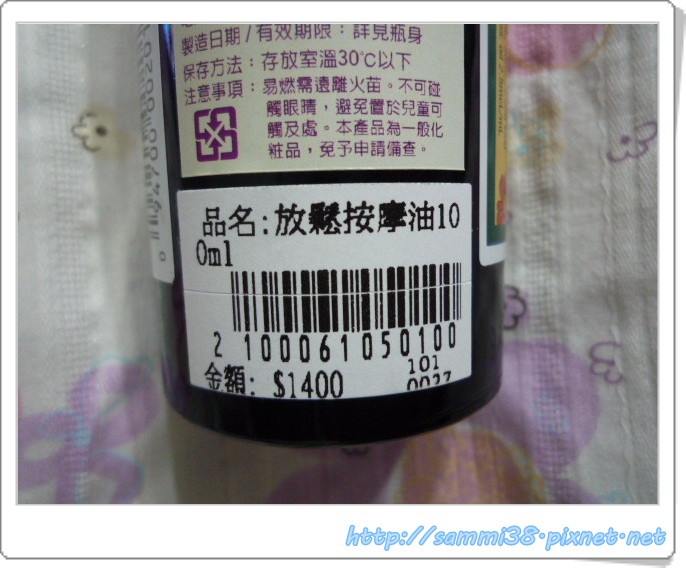 製造日期/有效期限：詳見瓶身
保存方法：存放室溫30℃以下
注意事項：易燃需遠離火苗。不可碰
觸眼睛，避免置於兒童可
觸及處。本產品為一般化
粧品，免予申請備查。
品名:放鬆按摩油10
0ml
2 100061050100
101
金額: $1400
0027
http://sammi38.pixnet.net